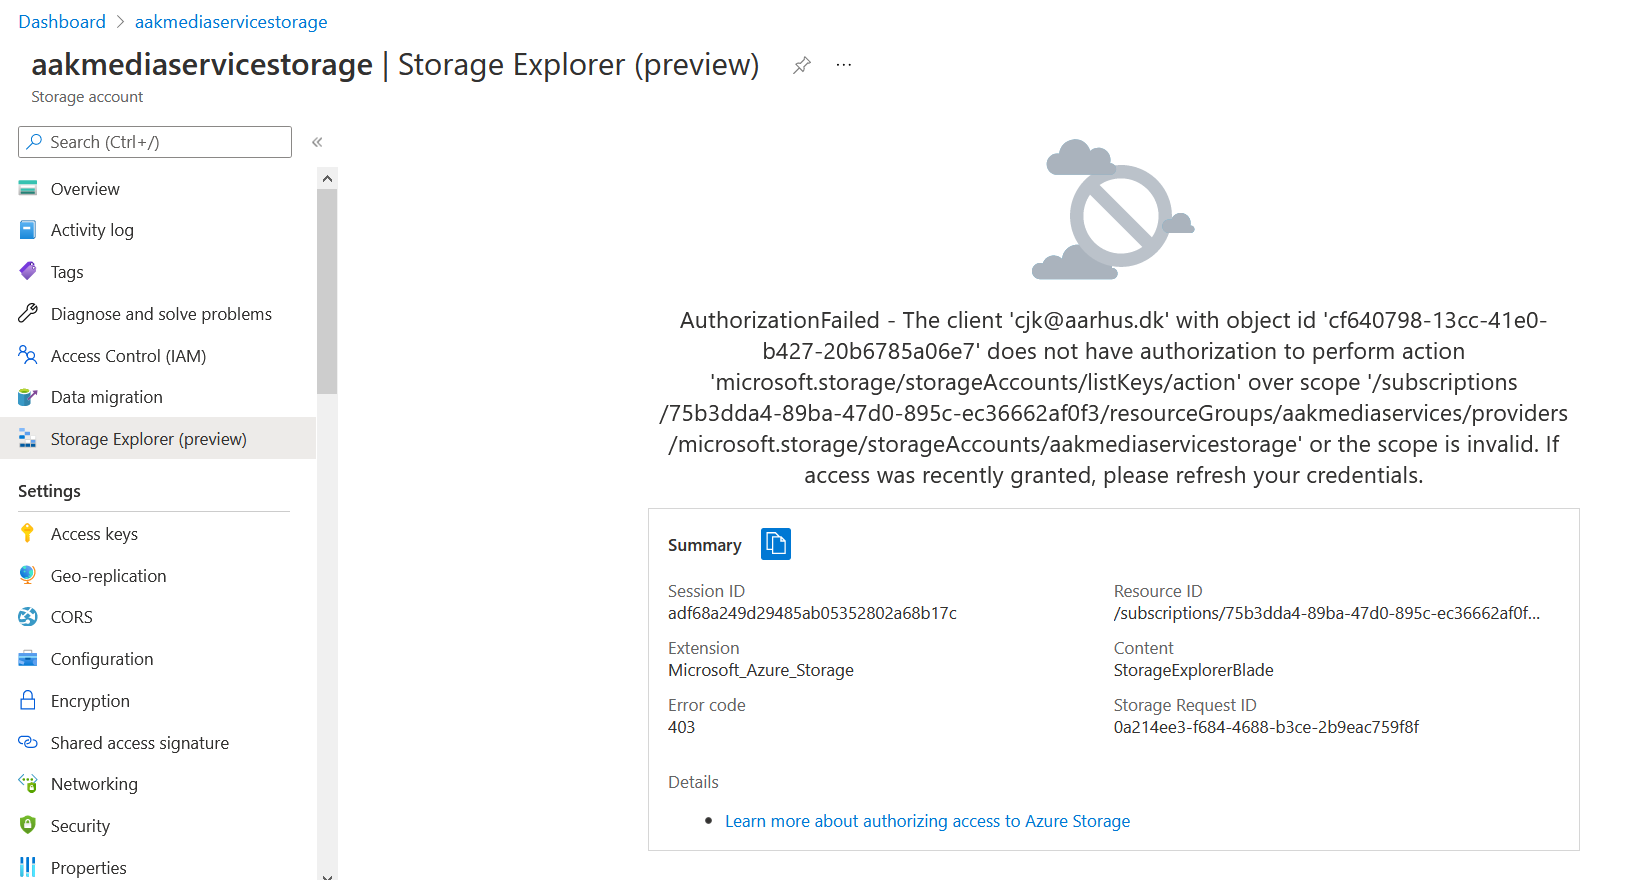 Dashboard > aakmediaservicestorage
aakmediaservicestorage | Storage Explorer (preview) ...
Storage account
Search (Ctrl+/) «
Overview
Activity log
Tags
Diagnose and solve problems
Access Control (IAM)
Data migration
Storage Explorer (preview)
Settings
Access keys
Geo-replication
CORS
Configuration
Encryption
Shared access signature
Networking
Security
Properties
AuthorizationFailed - The client 'cjk@aarhus.dk' with object id 'cf640798-13cc-41e0-
b427-20b6785a06e7' does not have authorization to perform action
'microsoft.storage/storageAccounts/listKeys/action' over scope '/subscriptions
/75b3dda4-89ba-47d0-895c-ec36662af0f3/resourceGroups/aakmediaservices/providers
/microsoft.storage/storageAccounts/aakmediaservicestorage' or the scope is invalid. If
access was recently granted, please refresh your credentials.
Summary
Session ID
adf68a249d29485ab05352802a68b17c
Resource ID
/subscriptions/75b3dda4-89ba-47d0-895c-ec36662af0f...
Extension
Microsoft_Azure_Storage
Content
StorageExplorerBlade
Error code
403
Storage Request ID
0a214ee3-f684-4688-b3ce-2b9eac759f8f
Details
• Learn more about authorizing access to Azure Storage